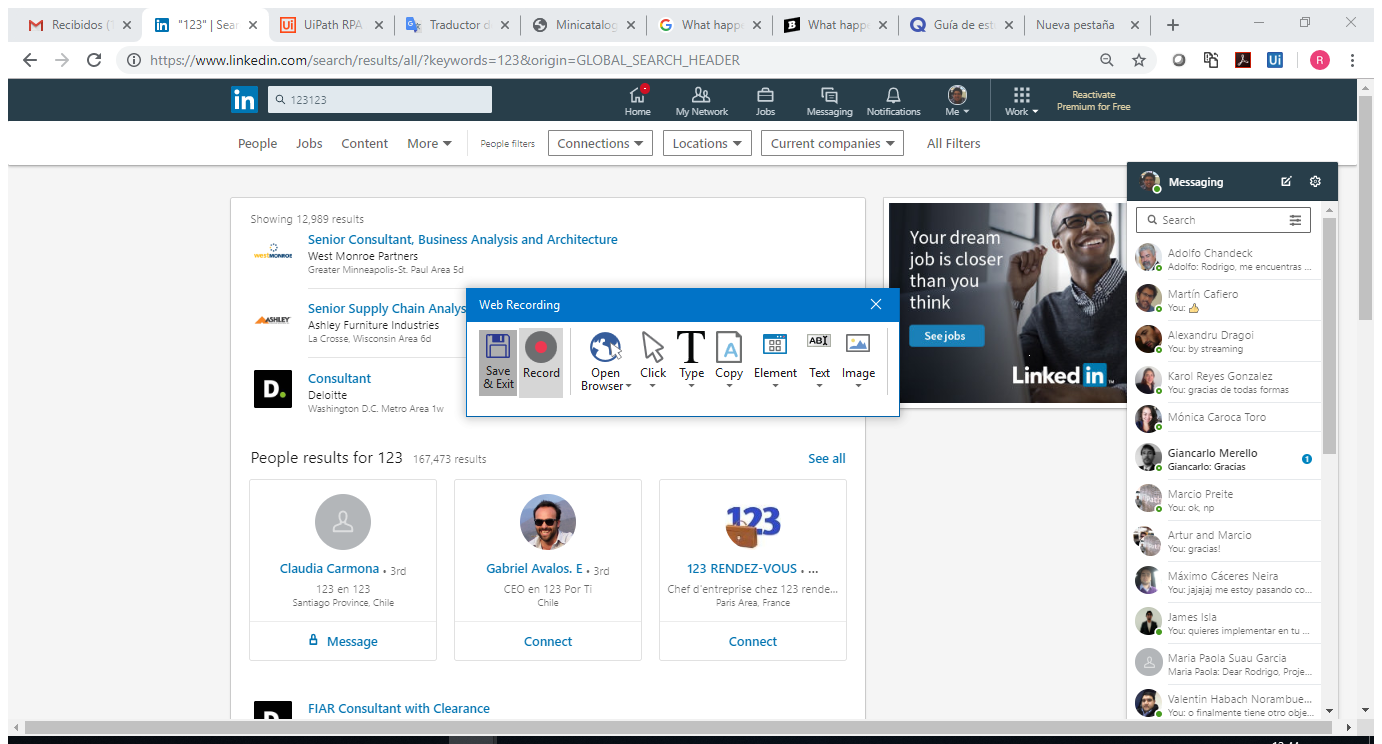 Recibidos (
"123" | Sear
UiPath RPA
Traductor d
Minicatalog
What happe
What happe
Guía de est
Nueva pestaña
https://www.linkedin.com/search/results/all/?keywords=123&origin=GLOBAL_SEARCH_HEADER
Ui
R
in
123123
Home
My Network
Jobs
Messaging
Notifications
Me
Work
Reactivate
Premium for Free
People
Jobs
Content
More
People filters
Connections
Locations
Current companies
All Filters
Showing 12,989 results
WESTMONROE
Senior Consultant, Business Analysis and Architecture
West Monroe Partners
Greater Minneapolis-St. Paul Area 5d
ASHLEY
Senior Supply Chain Analys
Ashley Furniture Industries
La Crosse, Wisconsin Area 6d
D.
Consultant
Deloitte
Washington D.C. Metro Area 1w
Web Recording
Save
& Exit
Record
Open
Browser
Click
Type
Copy
Element
Text
Image
People results for 123 167,473 results
See all
Claudia Carmona • 3rd
123 en 123
Santiago Province, Chile
Message
Gabriel Avalos. E • 3rd
CEO en 123 Por Ti
Chile
Connect
123
123 RENDEZ-VOUS • ...
Chef d'entreprise chez 123 rende...
Paris Area, France
Connect
FIAR Consultant with Clearance
Your dream
job is closer
than you
think
See jobs
Linked in
Messaging
Search
Adolfo Chandeck
Adolfo: Rodrigo, me encuentras ...
Martín Cafiero
You: 👍
Alexandru Dragoi
You: by streaming
Karol Reyes Gonzalez
You: gracias de todas formas
Mónica Caroca Toro
Giancarlo Merello
Giancarlo: Gracias
1
Marcio Preite
You: ok, np
Artur and Marcio
You: gracias!
Máximo Cáceres Neira
You: jajajaj me estoy pasando co...
James Isla
You: quieres implementar en tu ...
María Paola Suau Garcia
Maria Paola: Dear Rodrigo, Proje...
Valentin Habach Norambue...
You: o finalmente tiene otro obje...